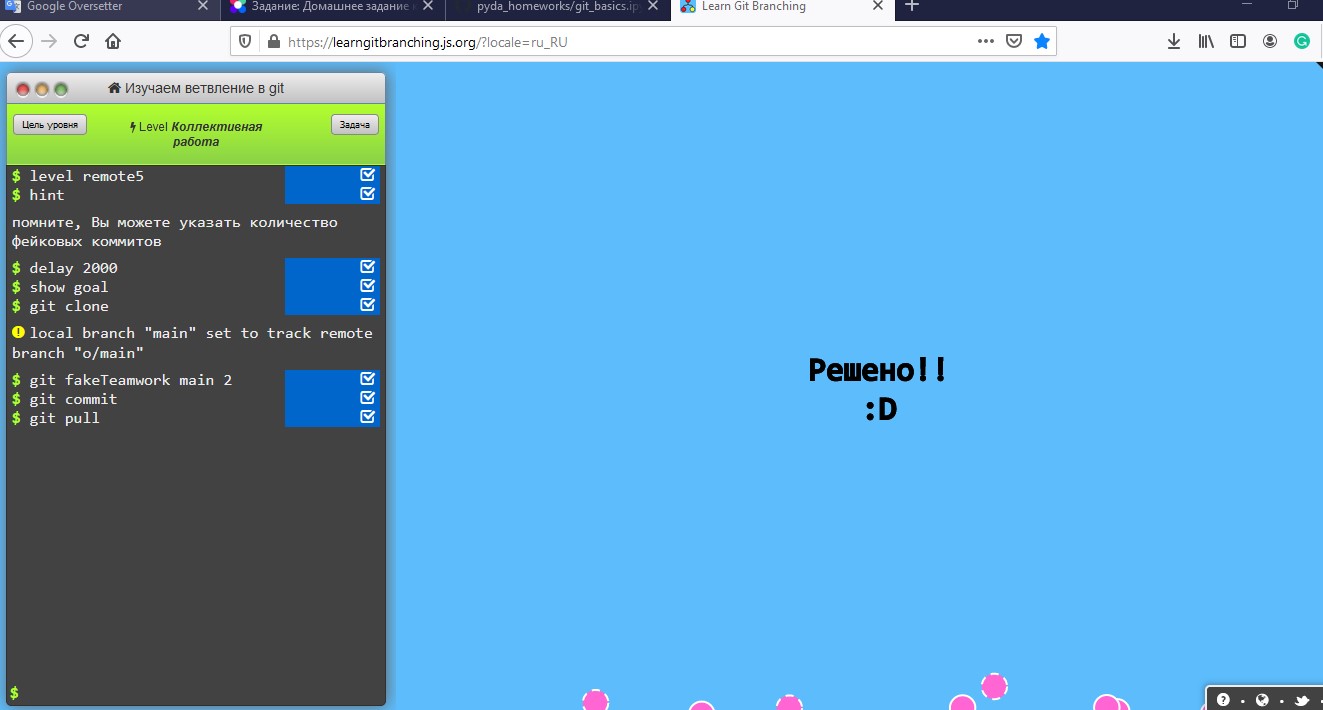 Google Oversetter
Задание: Домашнее задание к
pyda_homeworks/git_basics.ip
Learn Git Branching
https://learngitbranching.js.org/?locale=ru_RU
Изучаем ветвление в git
Цель уровня
Level Коллективная
работа
Задача
$ level remote5
$ hint
помните, Вы можете указать количество
фейковых коммитов
$ delay 2000
$ show goal
$ git clone
local branch "main" set to track remote
branch "o/main"
$ git fakeTeamwork main 2
$ git commit
$ git pull
$
Решено!!
:D